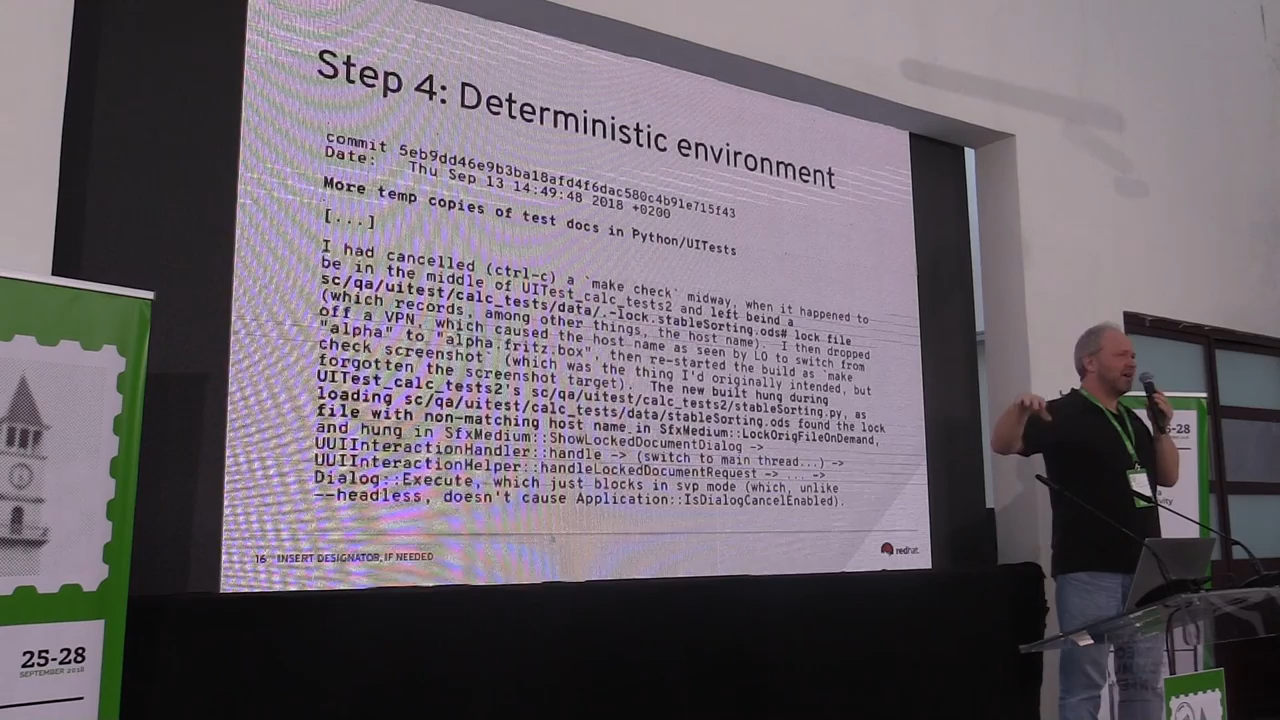 Step 4: Deterministic environment
commit 5eb9dd46e9b3ba18afd4f6dac580c4b91e715f43
Date: Thu Sep 13 14:49:48 2018 +0200
More temp copies of test docs in Python/UITests
[...]
I had cancelled (ctrl-c) a `make check` midway, when it happened to
be in the middle of UITest_calc_tests2 and left being a
sc/qa/uitest/calc_tests/data/.~lock.stableSorting.ods# lock file
(which records, among other things, the host name). I then dropped
off a VPN, which caused the host name as seen by LO to switch from
"alpha" to "alpha.fritz.box", then re-started the build as `make
check screenshot` (which was the thing I'd originally intended, but
forgotten the screenshot target). The new built hung during
UITest_calc_tests2's sc/qa/uitest/calc_tests2/stableSorting.py, as
loading sc/qa/uitest/calc_tests/data/stableSorting.ods found the lock
file with non-matching host name in SfxMedium::LockOrigFileOnDemand,
and hung in SfxMedium::ShowLockedDocumentDialog ->
UUIInteractionHandler::handle -> (switch to main thread...) ->
UUIInteractionHelper::handleLockedDocumentRequest -> ... ->
Dialog::Execute, which just blocks in svp mode (which, unlike
--headless, doesn't cause Application::IsDialogCancelEnabled).
16 INSERT DESIGNATOR, IF NEEDED
redhat.
25-28
SEPTEMBER 2018
5-28